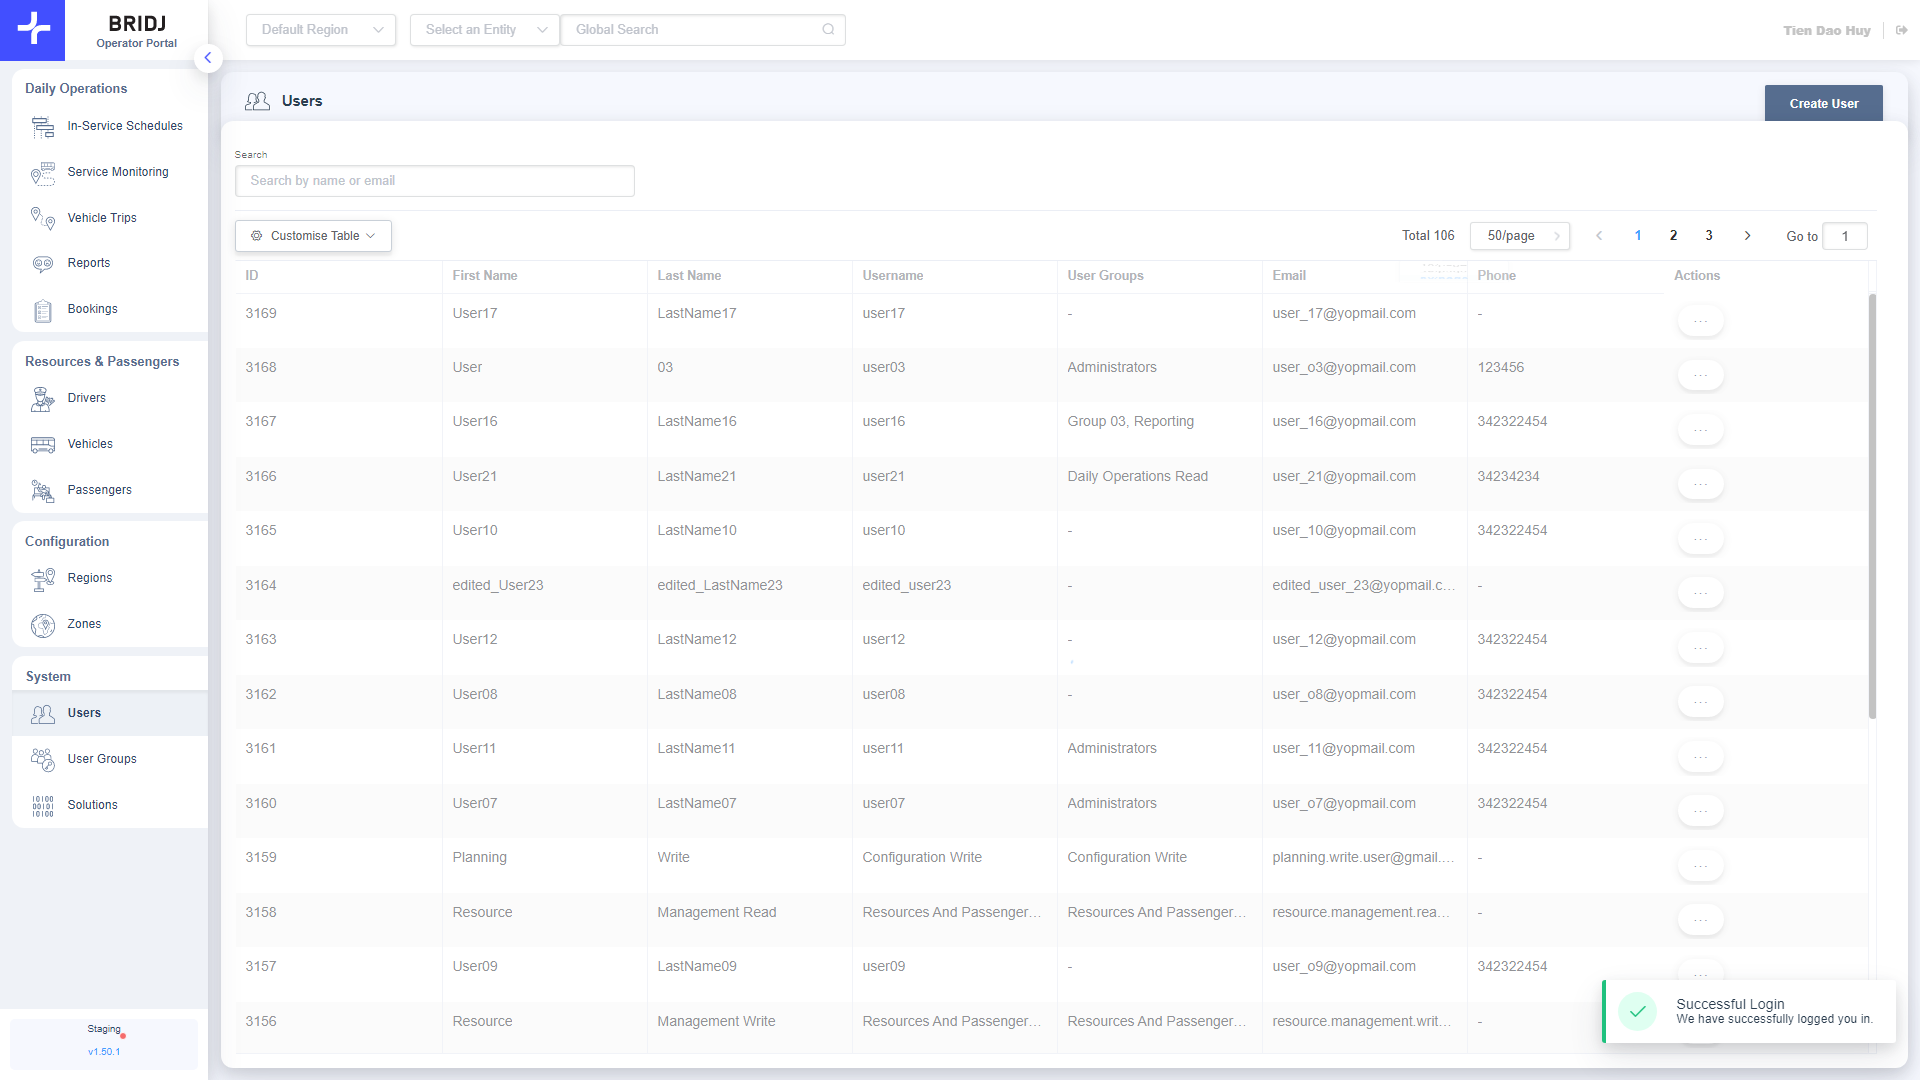 BRIDJ
Operator Portal
Default Region
Select an Entity
Global Search
Tien Dao Huy
Daily Operations
In-Service Schedules
Service Monitoring
Vehicle Trips
Reports
Bookings
Resources & Passengers
Drivers
Vehicles
Passengers
Configuration
Regions
Zones
System
Users
User Groups
Solutions
Staging
v1.50.1
Users
Create User
Search
Search by name or email
Customise Table
Total 106 50/page 1 2 3 Go to 1
ID First Name Last Name Username User Groups Email Phone Actions
3169 User17 LastName17 user17 - user_17@yopmail.com - ...
3168 User 03 user03 Administrators user_o3@yopmail.com 123456 ...
3167 User16 LastName16 user16 Group 03, Reporting user_16@yopmail.com 342322454 ...
3166 User21 LastName21 user21 Daily Operations Read user_21@yopmail.com 34234234 ...
3165 User10 LastName10 user10 - user_10@yopmail.com 342322454 ...
3164 edited_User23 edited_LastName23 edited_user23 - edited_user_23@yopmail.c... - ...
3163 User12 LastName12 user12 - user_12@yopmail.com 342322454 ...
3162 User08 LastName08 user08 - user_o8@yopmail.com 342322454 ...
3161 User11 LastName11 user11 Administrators user_11@yopmail.com 342322454 ...
3160 User07 LastName07 user07 Administrators user_o7@yopmail.com 342322454 ...
3159 Planning Write Configuration Write Configuration Write planning.write.user@gmail.... - ...
3158 Resource Management Read Resources And Passenger... Resources And Passenger... resource.management.rea... - ...
3157 User09 LastName09 user09 - user_o9@yopmail.com 342322454 ...
3156 Resource Management Write Resources And Passenger... Resources And Passenger... resource.management.writ... -
Successful Login
We have successfully logged you in.